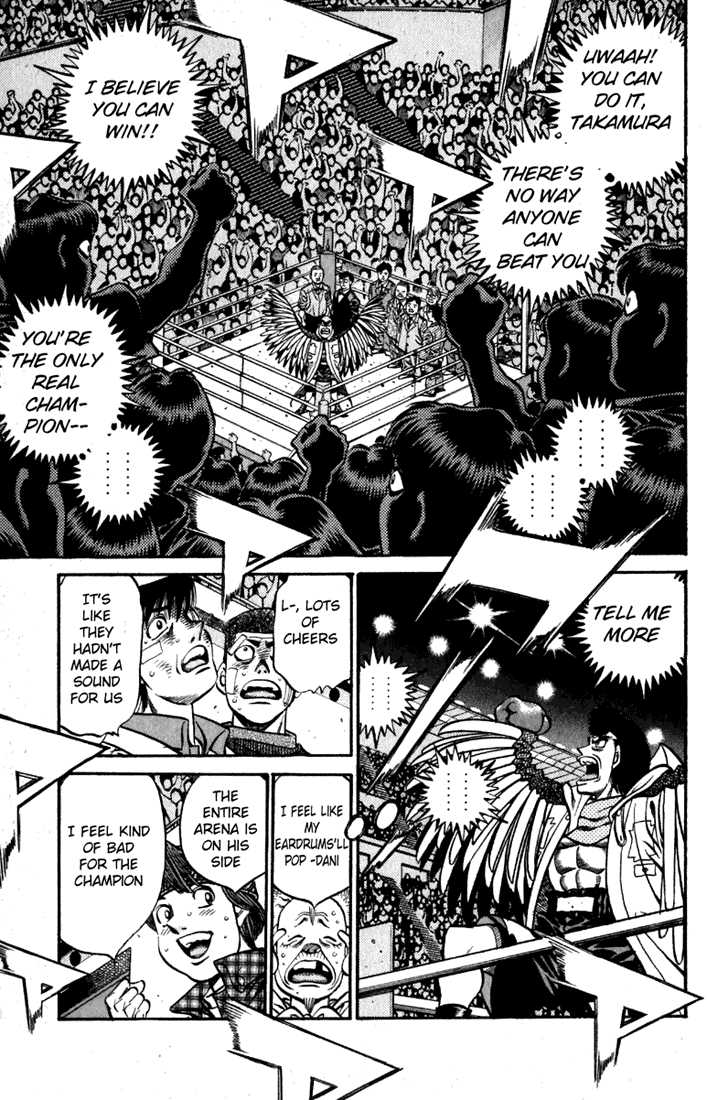 UWAAH!
YOU CAN
DO IT,
TAKAMURA
I BELIEVE
YOU CAN
WIN!!
THERE'S
NO WAY
ANYONE
CAN
BEAT YOU
YOU'RE
THE ONLY
REAL
CHAM-
PION--
TELL ME
MORE
L-, LOTS
OF
CHEERS
IT'S
LIKE
THEY
HADN'T
MADE A
SOUND
FOR US
I FEEL LIKE
MY
EARDRUMS'LL
POP -DANI
THE
ENTIRE
ARENA IS
ON HIS
SIDE
I FEEL KIND
OF BAD
FOR THE
CHAMPION